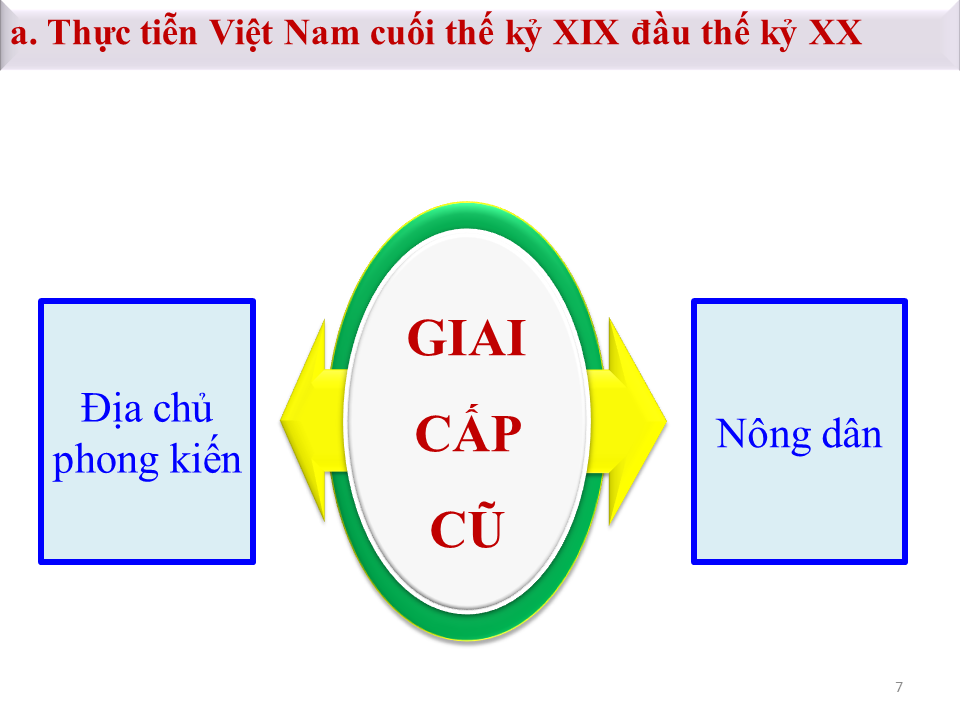 a. Thực tiễn Việt Nam cuối thế kỷ XIX đầu thế kỷ XX
GIAI
CẤP
CŨ
Địa chủ
phong kiến
Nông dân
7